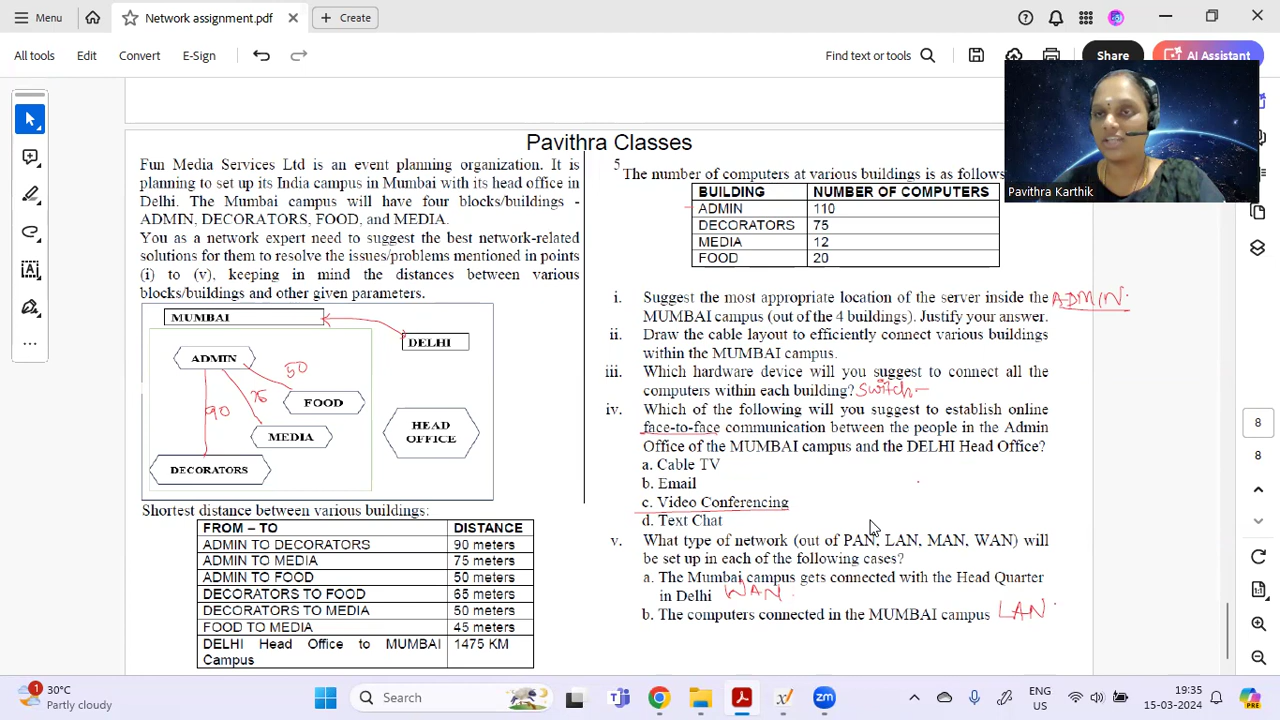 Menu
Network assignment.pdf
Create
All tools
Edit
Convert
E-Sign
Find text or tools
Share
AI Assistant
Pavithra Karthik
Pavithra Classes
Fun Media Services Ltd is an event planning organization. It is
planning to set up its India campus in Mumbai with its head office in
Delhi. The Mumbai campus will have four blocks/buildings -
ADMIN, DECORATORS, FOOD, and MEDIA.
You as a network expert need to suggest the best network-related
solutions for them to resolve the issues/problems mentioned in points
(i) to (v), keeping in mind the distances between various
blocks/buildings and other given parameters.
MUMBAI
DELHI
ADMIN
50
FOOD
75
90
MEDIA
HEAD
OFFICE
DECORATORS
Shortest distance between various buildings:
FROM – TO DISTANCE
ADMIN TO DECORATORS 90 meters
ADMIN TO MEDIA 75 meters
ADMIN TO FOOD 50 meters
DECORATORS TO FOOD 65 meters
DECORATORS TO MEDIA 50 meters
FOOD TO MEDIA 45 meters
DELHI Head Office to MUMBAI 1475 KM
Campus
5
The number of computers at various buildings is as follows
BUILDING NUMBER OF COMPUTERS
ADMIN 110
DECORATORS 75
MEDIA 12
FOOD 20
i. Suggest the most appropriate location of the server inside the ADMIN.
MUMBAI campus (out of the 4 buildings). Justify your answer.
ii. Draw the cable layout to efficiently connect various buildings
within the MUMBAI campus.
iii. Which hardware device will you suggest to connect all the
computers within each building? Switch
iv. Which of the following will you suggest to establish online
face-to-face communication between the people in the Admin
Office of the MUMBAI campus and the DELHI Head Office?
a. Cable TV
b. Email
c. Video Conferencing
d. Text Chat
v. What type of network (out of PAN, LAN, MAN, WAN) will
be set up in each of the following cases?
a. The Mumbai campus gets connected with the Head Quarter
in Delhi WAN.
b. The computers connected in the MUMBAI campus LAN.
8
8
1
30°C
Partly cloudy
Search
ENG
US
19:35
15-03-2024
PRE